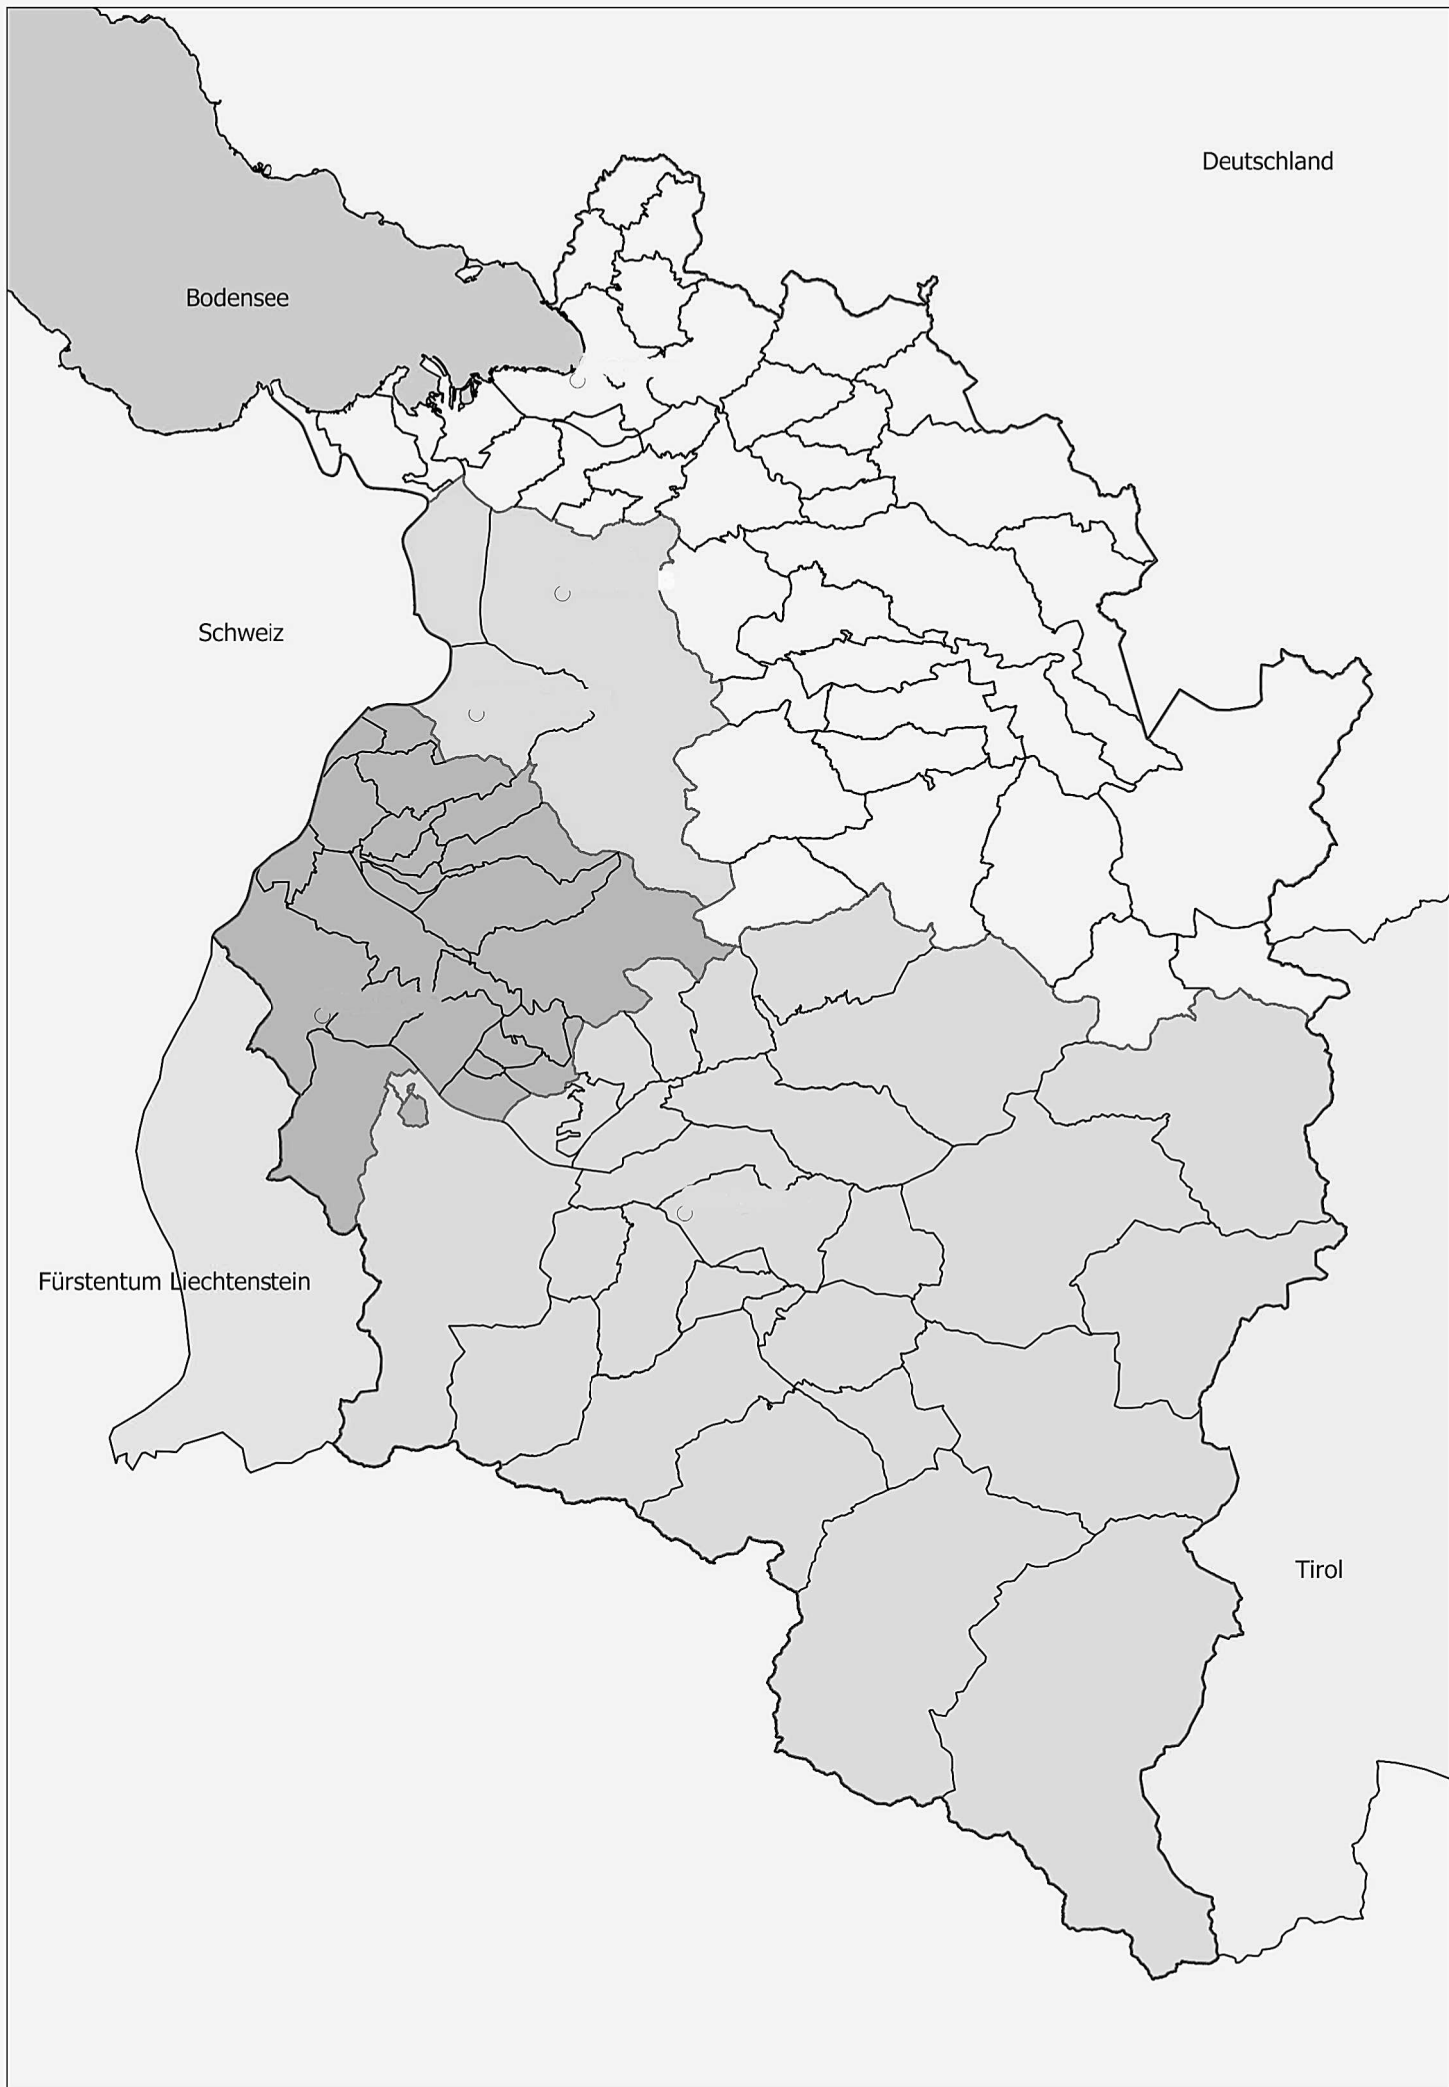 Deutschland
Bodensee
Schweiz
Fürstentum Liechtenstein
Tirol